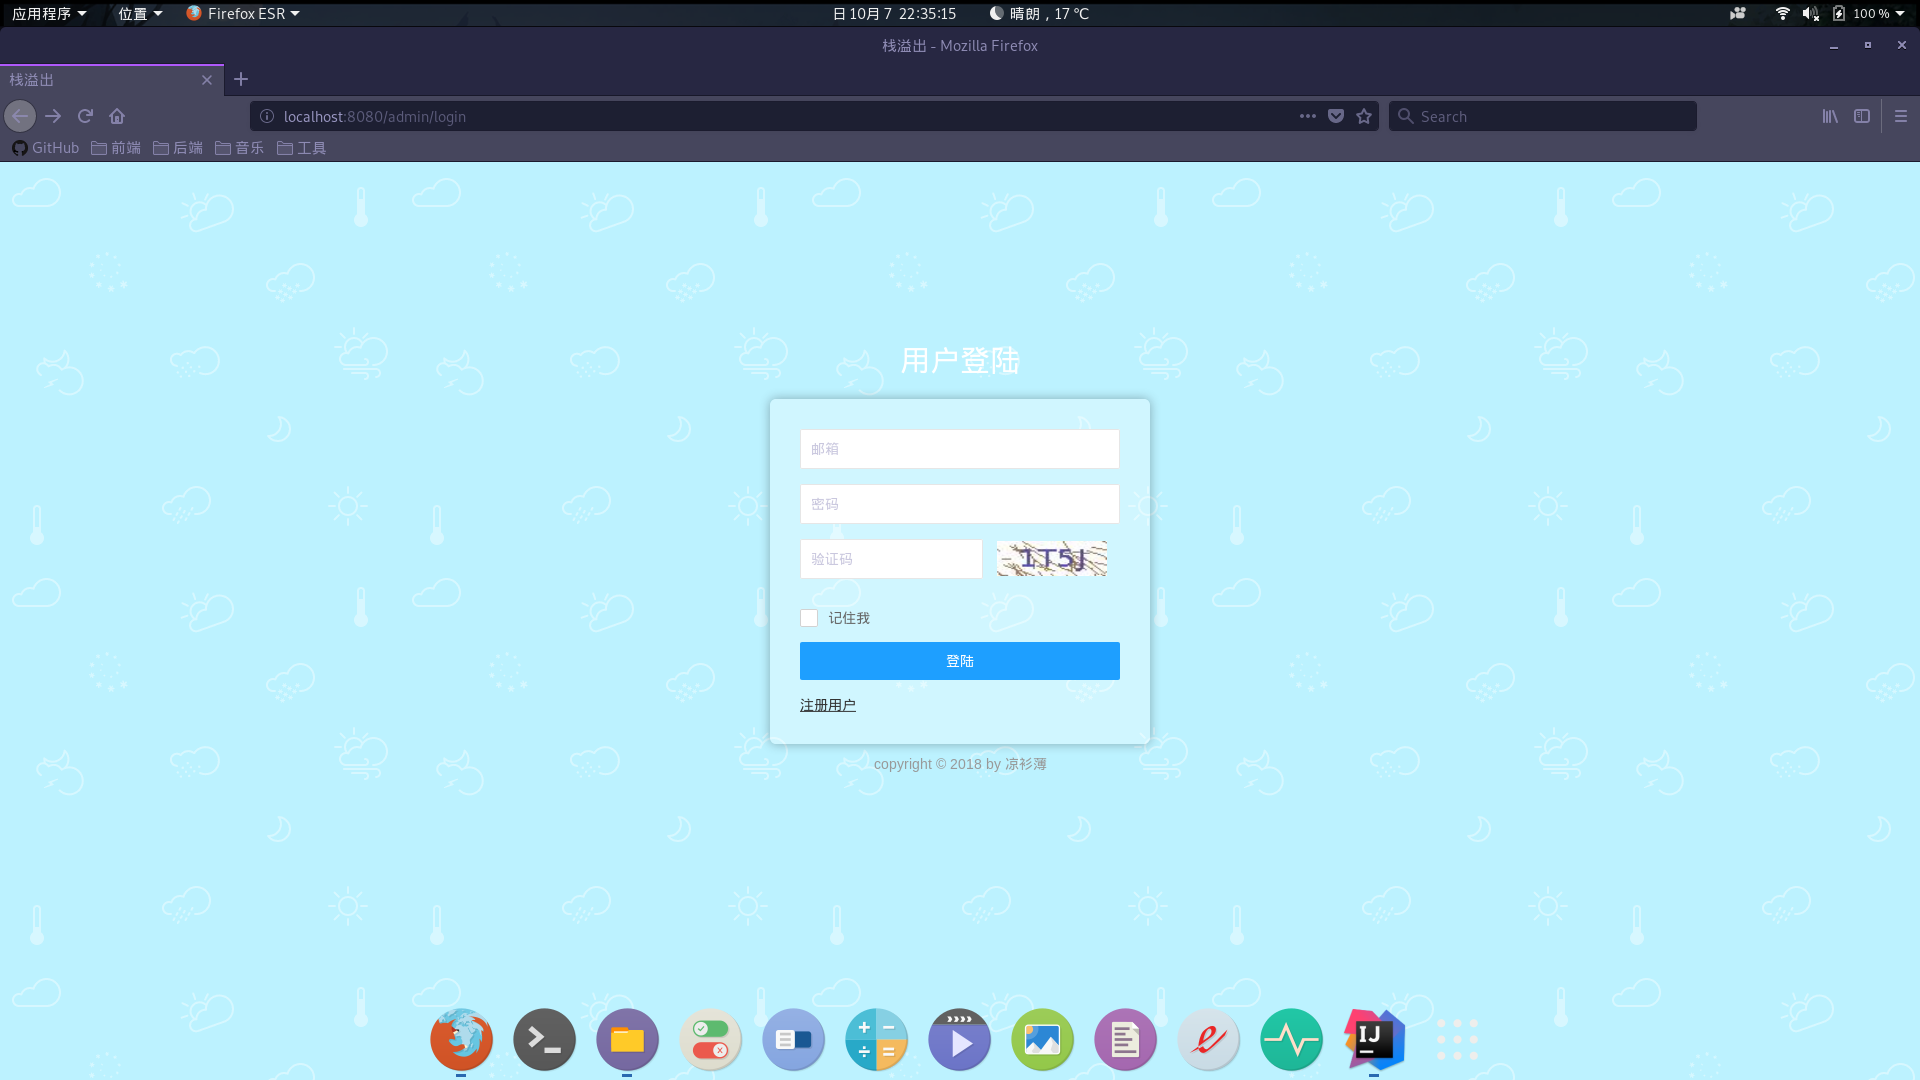 应用程序 位置 Firefox ESR 日 10月 7 22:35:15 晴朗，17 ℃ 100 %
栈溢出 - Mozilla Firefox
栈溢出
localhost:8080/admin/login Search
GitHub 前端 后端 音乐 工具
用户登陆
邮箱
密码
验证码 1T5J
记住我
登陆
注册用户
copyright © 2018 by 凉衫薄
IJ